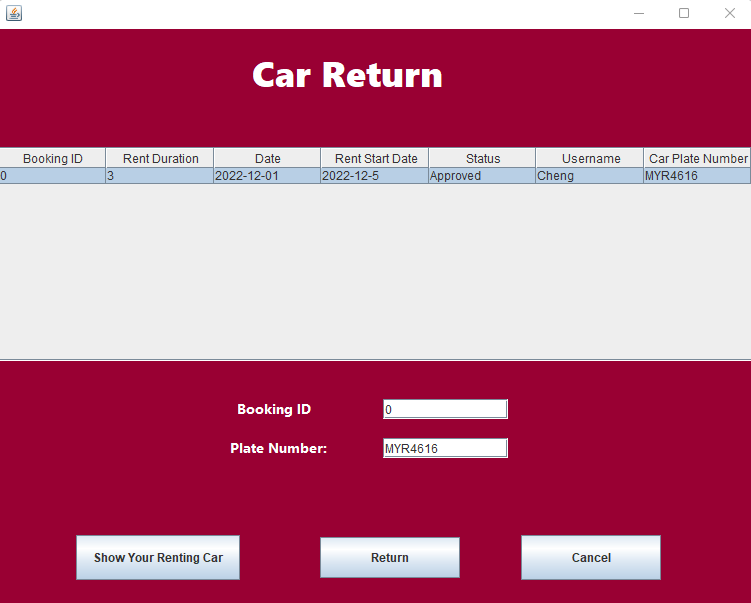 Car Return
Booking ID Rent Duration Date Rent Start Date Status Username Car Plate Number
0 3 2022-12-01 2022-12-5 Approved Cheng MYR4616
Booking ID 0
Plate Number: MYR4616
Show Your Renting Car Return Cancel